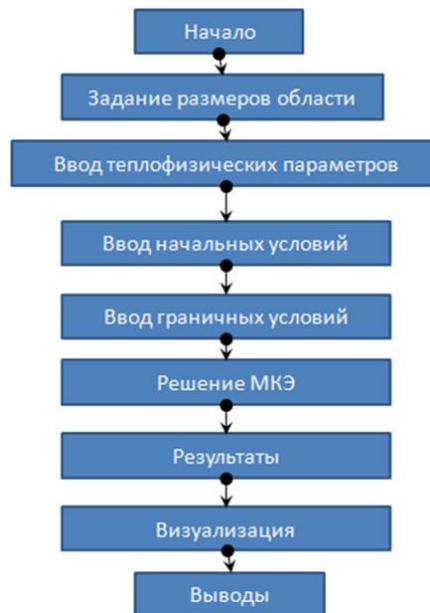 Начало
Задание размеров области
Ввод теплофизических параметров
Ввод начальных условий
Ввод граничных условий
Решение МКЭ
Результаты
Визуализация
Выводы